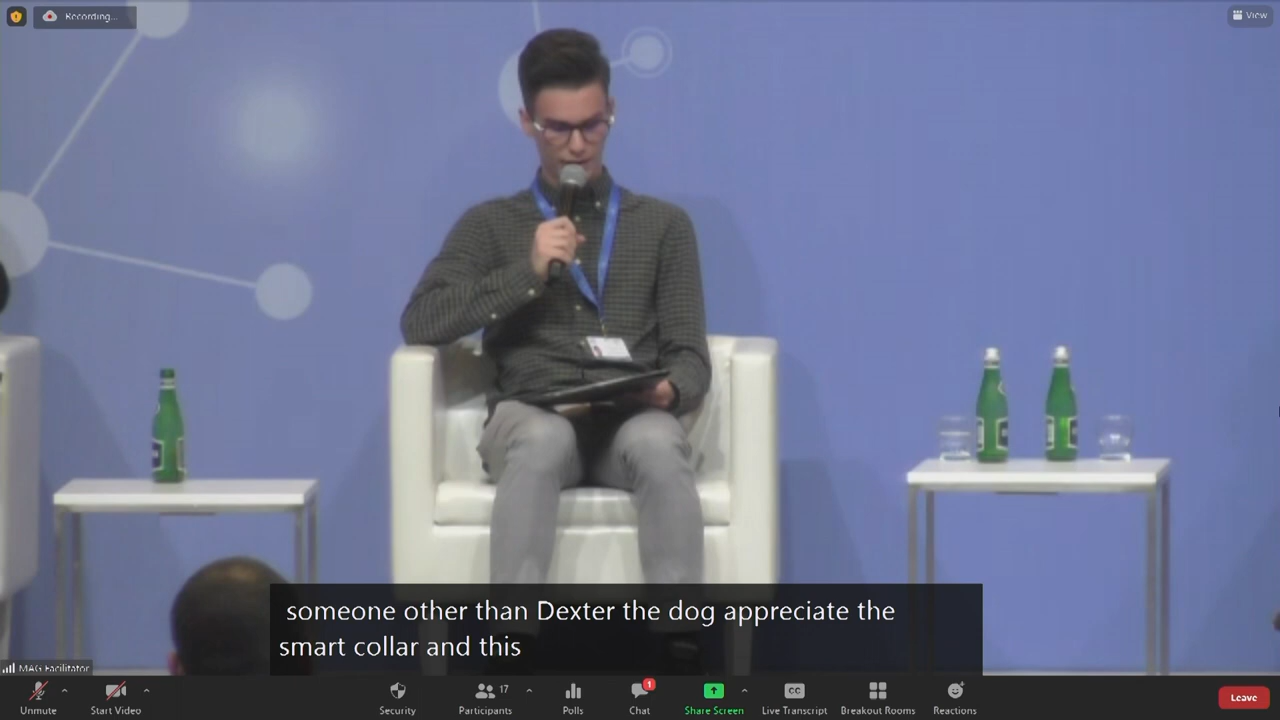 Recording...
View
someone other than Dexter the dog appreciate the
smart collar and this
MAG Facilitator
Unmute
Start Video
Security
Participants
17
Polls
Chat
1
Share Screen
CC
Live Transcript
Breakout Rooms
Reactions
Leave